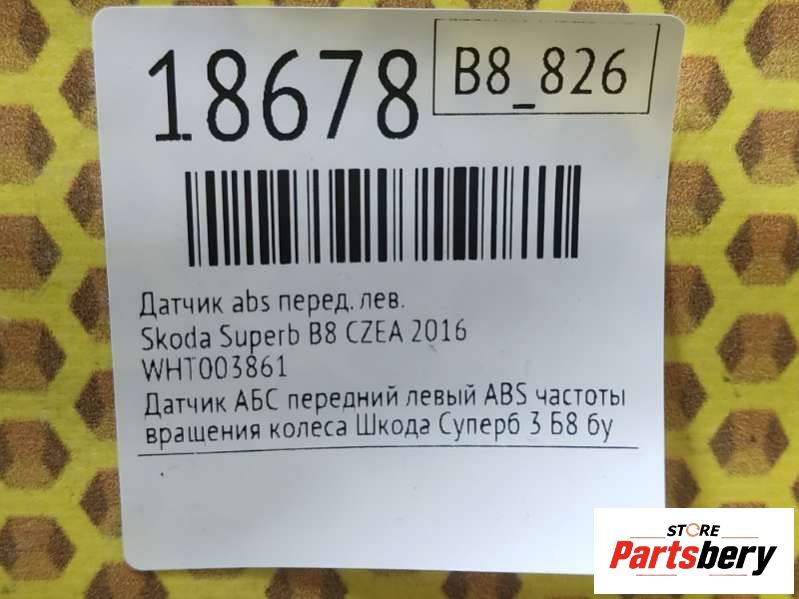 18678
B8_826
Датчик abs перед. лев.
Skoda Superb B8 CZEA 2016
WHT003861
Датчик АБС передний левый ABS частоты
вращения колеса Шкода Суперб 3 Б8 бу
STORE
Partsbery